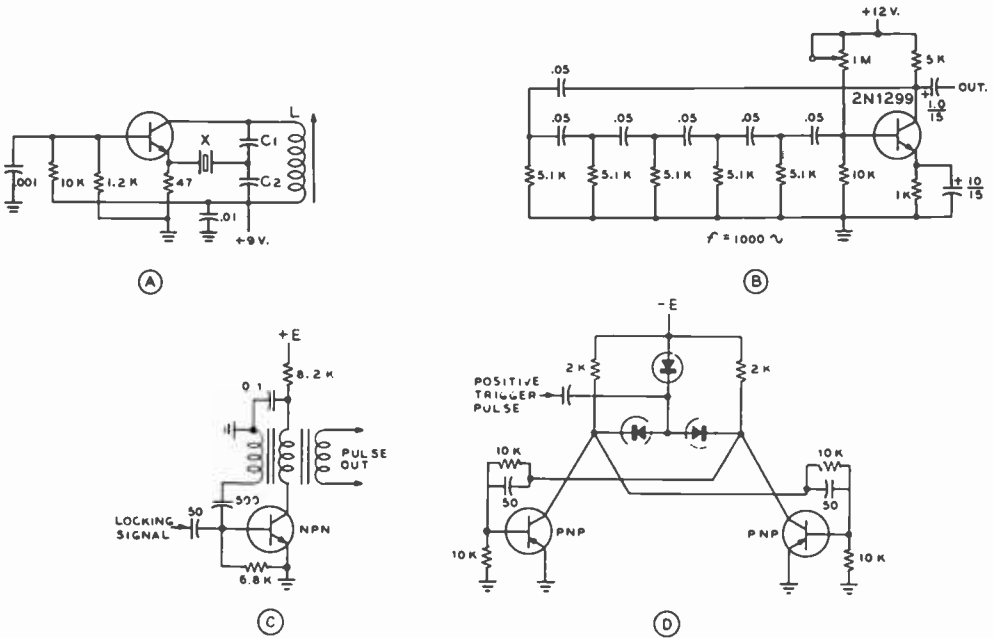 L
X
C1
C2
.001
10K
1.2K
47
.01
+9V.
A
+12V.
1M
5K
.05
2N1299
OUT.
+
1.0
15
.05
.05
.05
.05
.05
5.1K
5.1K
5.1K
5.1K
5.1K
10K
1K
+
10
15
f = 1000 ~
B
+E
8.2K
0.1
PULSE
OUT
500
50
LOCKING
SIGNAL
NPN
6.8K
C
-E
2K
2K
POSITIVE
TRIGGER
PULSE
10K
50
10K
50
PNP
PNP
10K
10K
D